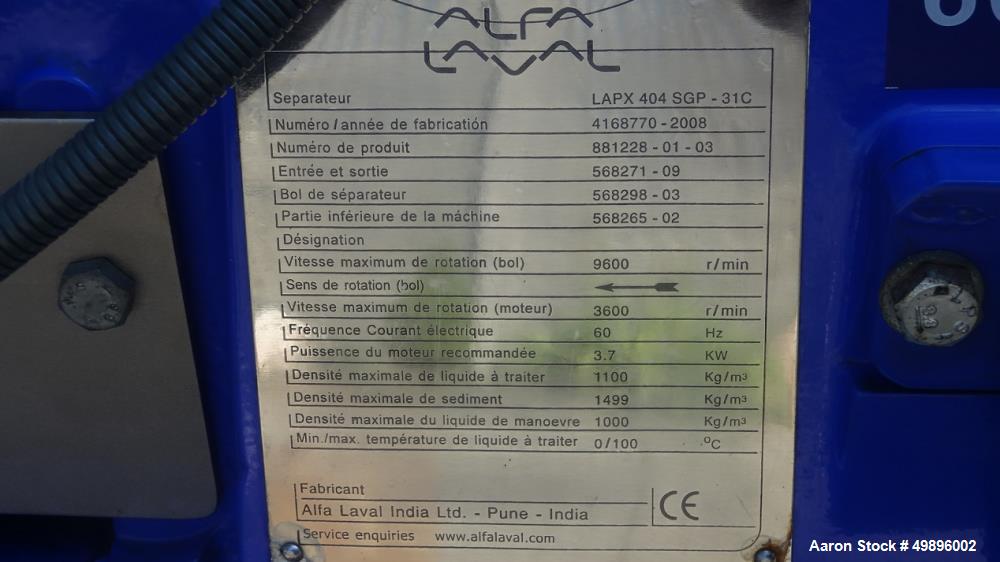 ALFA
LAVAL
Separateur LAPX 404 SGP - 31C
Numéro / année de fabricatión 4168770 - 2008
Numéro de produit 881228 - 01 - 03
Entrée et sortie 568271 - 09
Bol de séparateur 568298 - 03
Partie inférieure de la máchine 568265 - 02
Désignation
Vitesse maximum de rotation (bol) 9600 r/min
Sens de rotation (bol)
Vitesse maximum de rotation (moteur) 3600 r/min
Fréquence Courant électrique 60 Hz
Puissence du moteur recommandée 3.7 KW
Densité maximale de liquide à traiter 1100 Kg/m³
Densité maximale de sediment 1499 Kg/m³
Densité maximale du liquide de manoevre 1000 Kg/m³
Min./max. température de liquide à traiter 0/100 °C
Fabricant
Alfa Laval India Ltd. - Pune - India
CE
Service enquiries www.alfalaval.com
Aaron Stock # 49896002